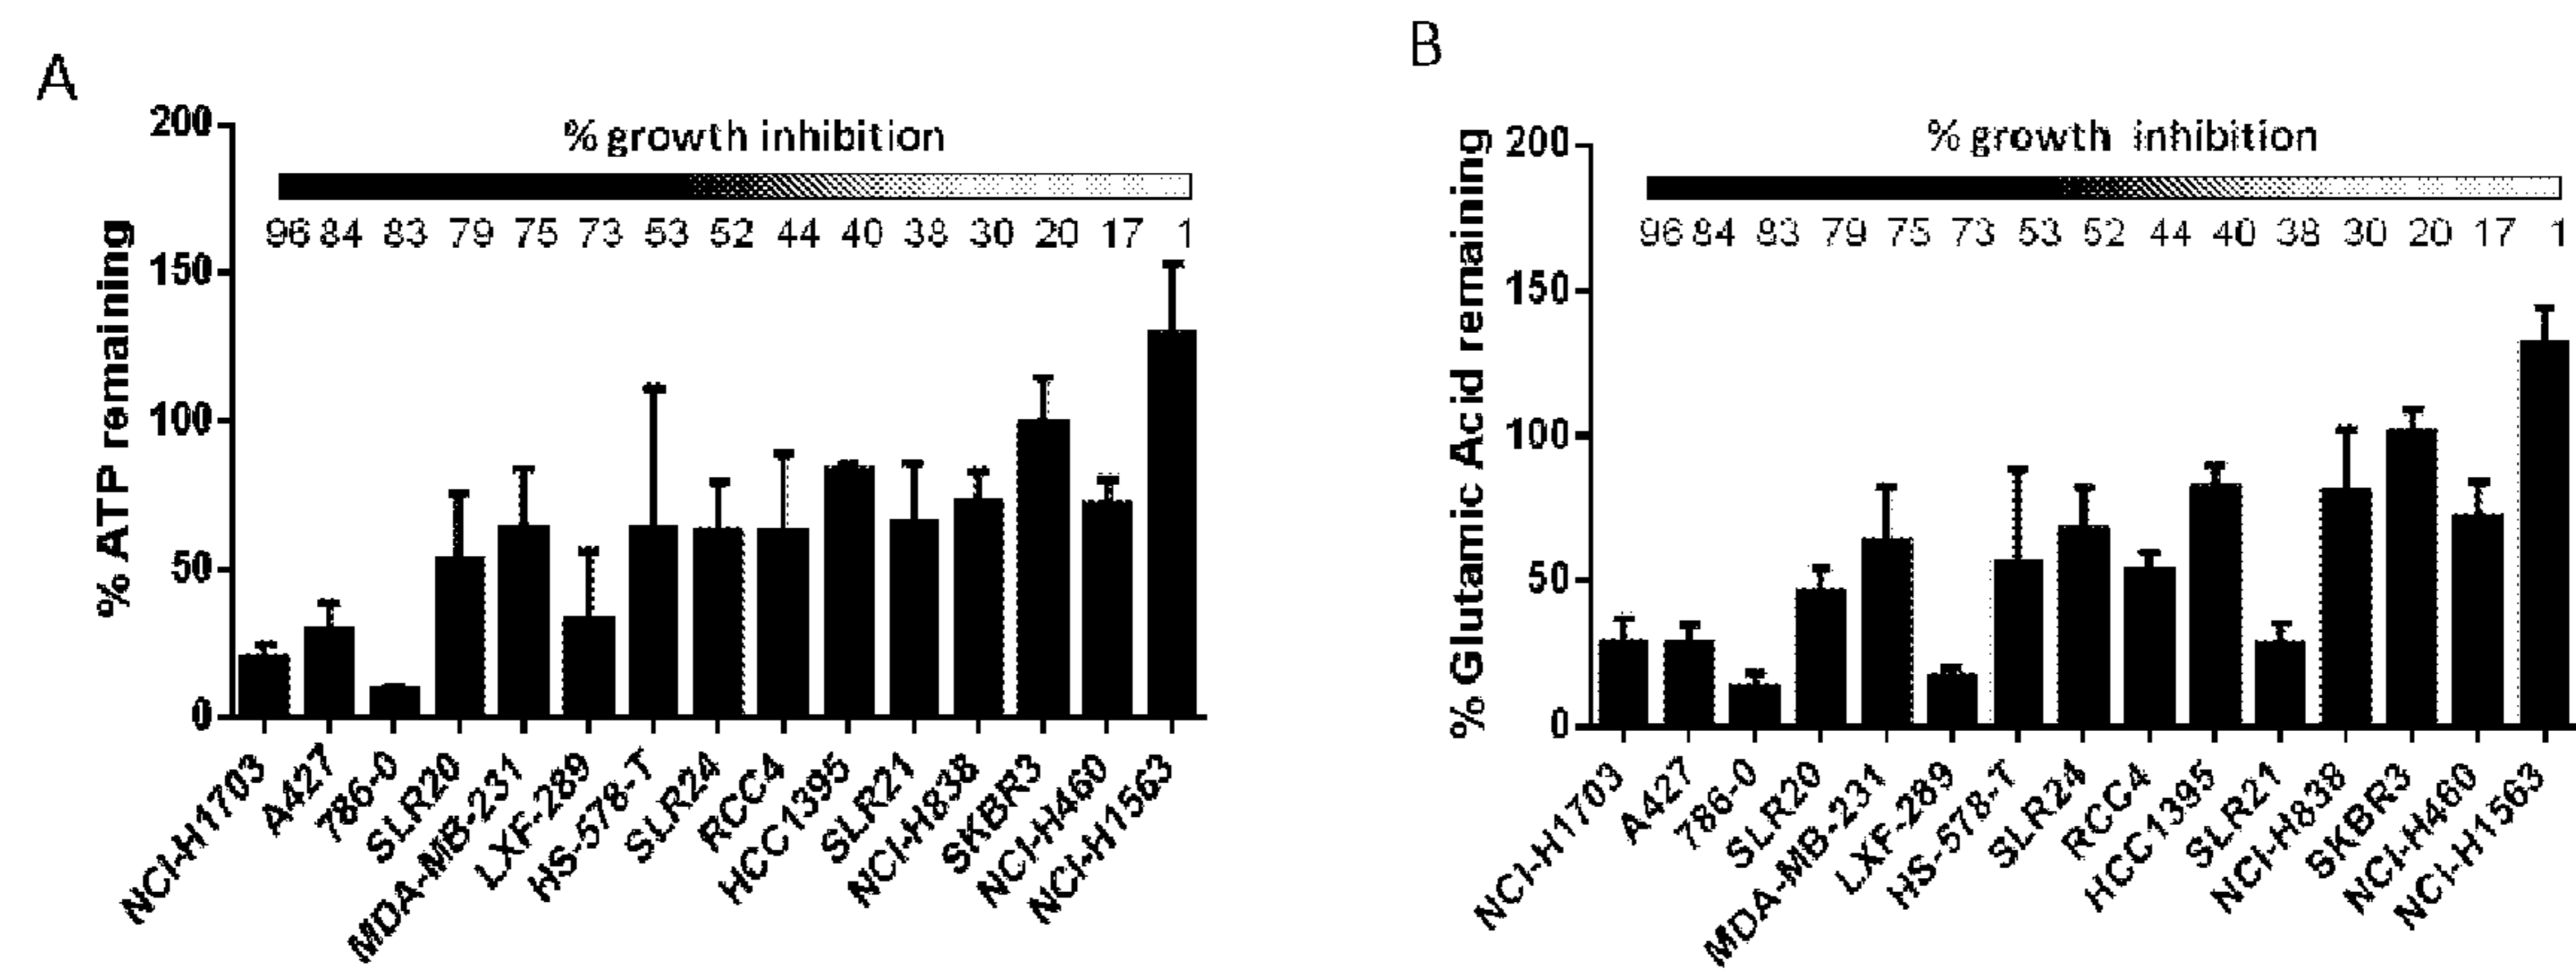 A
% growth inhibition
96 84 83 79 75 73 53 52 44 40 38 30 20 17 1
% ATP remaining
200
150
100
50
0
NCI-H1703
A427
786-0
SLR20
MDA-MB-231
LXF-289
HS-578-T
SLR24
RCC4
HCC1395
SLR21
NCI-H838
SKBR3
NCI-H460
NCI-H1563
B
% growth inhibition
96 84 83 79 75 73 53 52 44 40 38 30 20 17 1
% Glutamic Acid remaining
200
150
100
50
0
NCI-H1703
A427
786-0
SLR20
MDA-MB-231
LXF-289
HS-578-T
SLR24
RCC4
HCC1395
SLR21
NCI-H838
SKBR3
NCI-H460
NCI-H1563